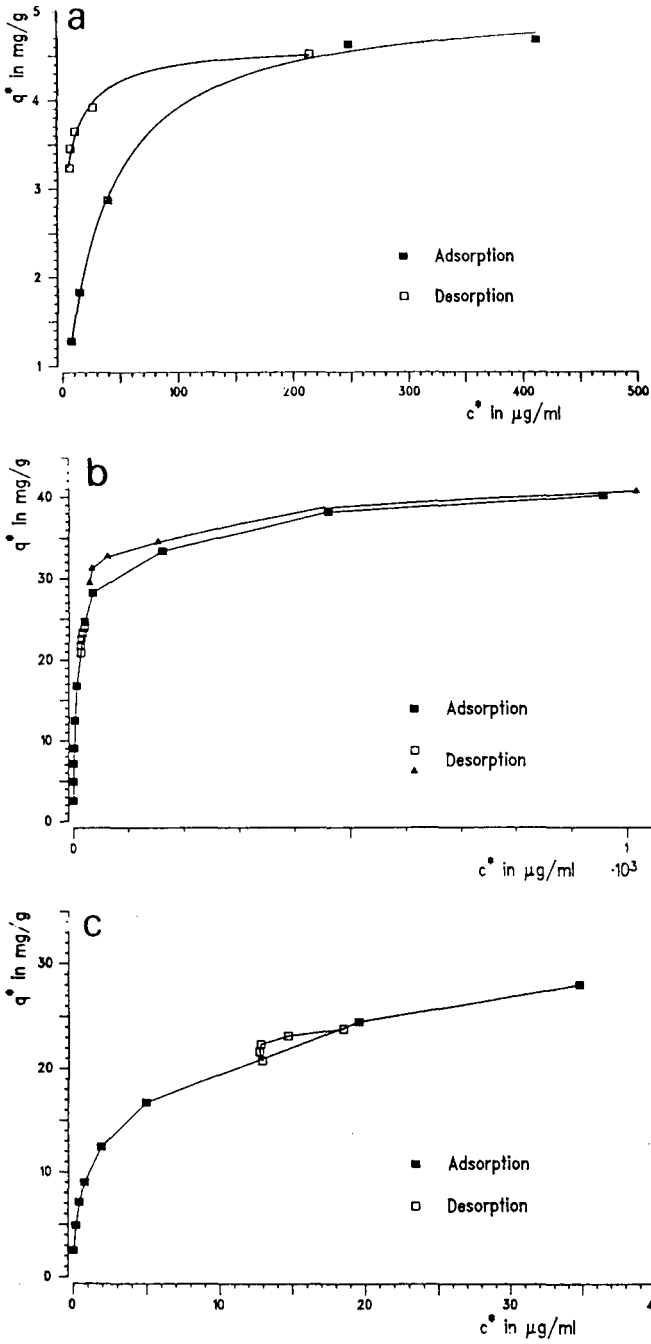 a
q* in mg/g
5
4
3
2
1
■ Adsorption
□ Desorption
0 100 200 300 400 500
c* in μg/ml
b
q* in mg/g
40
30
20
10
0
■ Adsorption
□ ▲ Desorption
0 1
c* in μg/ml ·10³
c
q* in mg/g
30
20
10
0
■ Adsorption
□ Desorption
0 10 20 30 4
c* in μg/ml